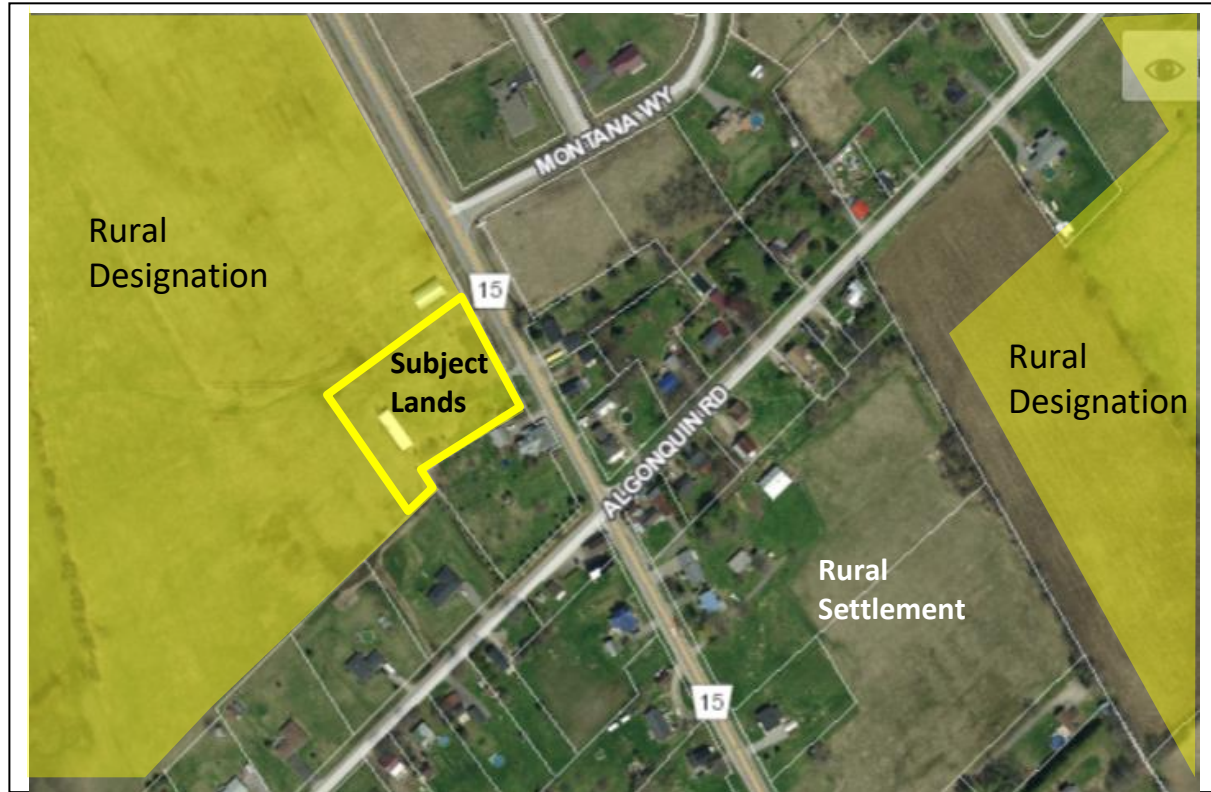 MONTANA WY
Rural
Designation
15
Subject
Lands
Rural
Designation
ALGONQUIN RD
Rural
Settlement
15